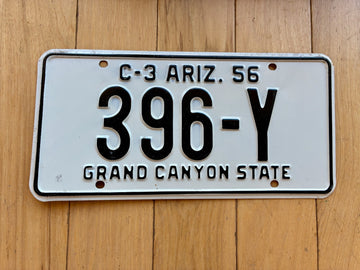 C-3 ARIZ. 56
396-Y
GRAND CANYON STATE